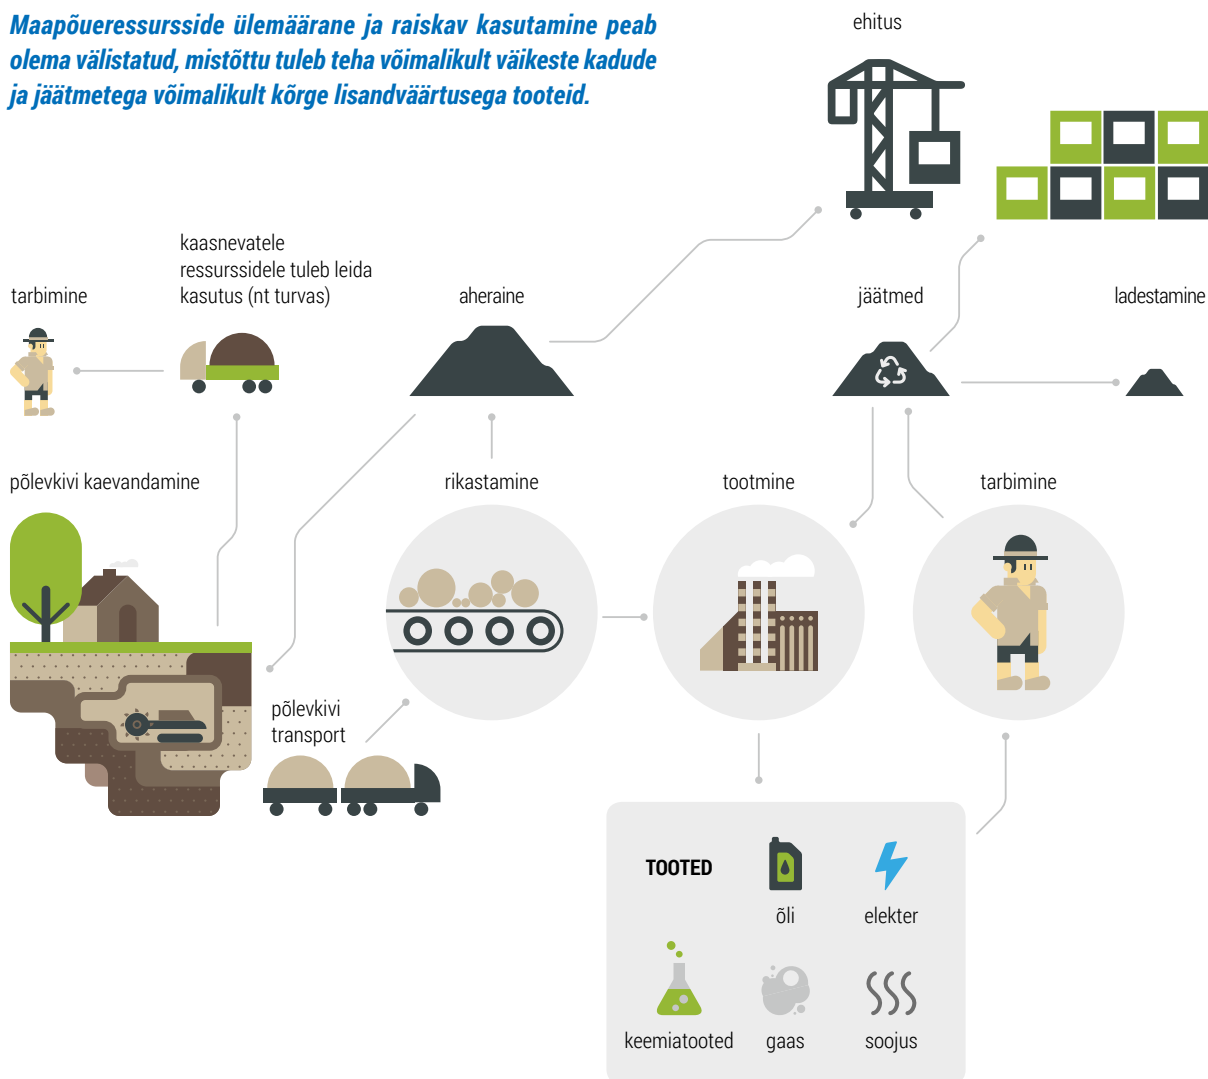 Maapõueressursside ülemäärane ja raiskav kasutamine peab
olema välistatud, mistõttu tuleb teha võimalikult väikeste kadude
ja jäätmetega võimalikult kõrge lisandväärtusega tooteid.
ehitus
kaasnevatele
ressurssidele tuleb leida
kasutus (nt turvas)
tarbimine
aheraine
jäätmed
ladestamine
põlevkivi kaevandamine
rikastamine
tootmine
tarbimine
põlevkivi
transport
TOOTED
õli
elekter
keemiatooted
gaas
soojus